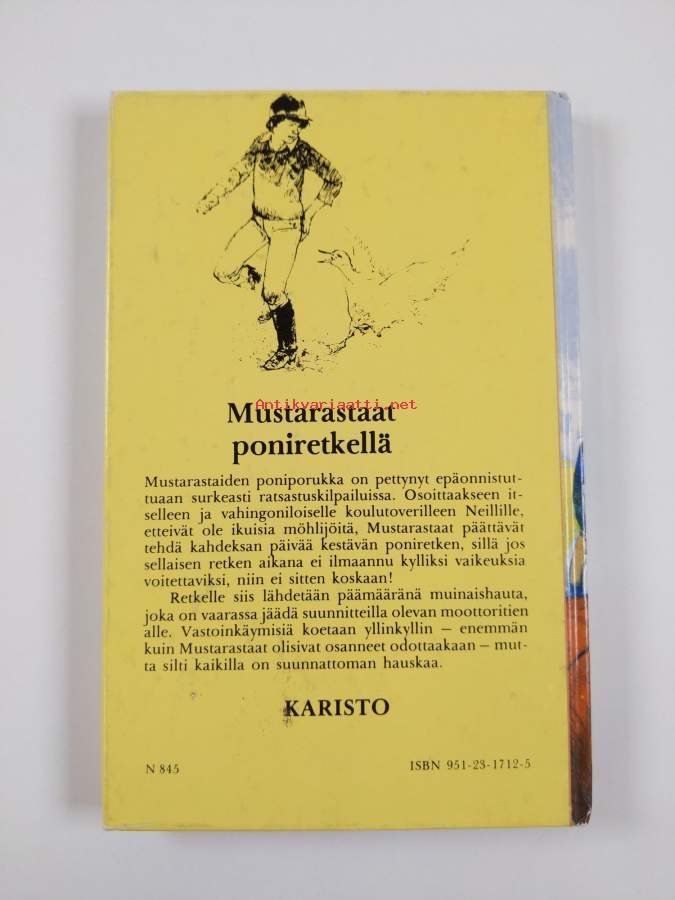 Antikvariaatti.net
Mustarastaat
poniretkellä
Mustarastaiden poniporukka on pettynyt epäonnistut-
tuaan surkeasti ratsastuskilpailuissa. Osoittaakseen it-
selleen ja vahingoniloiselle koulutoverilleen Neillille,
etteivät ole ikuisia möhlijöitä, Mustarastaat päättävät
tehdä kahdeksan päivää kestävän poniretken, sillä jos
sellaisen retken aikana ei ilmaannu kylliksi vaikeuksia
voitettaviksi, niin ei sitten koskaan!
Retkelle siis lähdetään päämääränä muinaishauta,
joka on vaarassa jäädä suunnitteilla olevan moottoritien
alle. Vastoinkäymisiä koetaan yllinkyllin – enemmän
kuin Mustarastaat olisivat osanneet odottaakaan – mut-
ta silti kaikilla on suunnattoman hauskaa.
KARISTO
N 845
ISBN 951-23-1712-5